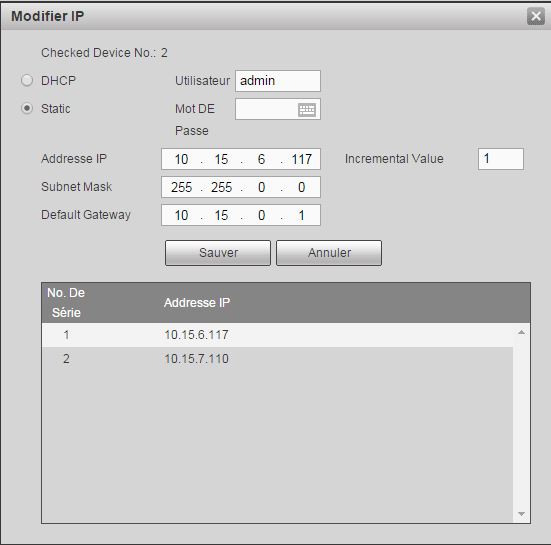 Modifier IP
Checked Device No.: 2
DHCP Utilisateur admin
Static Mot DE
Passe
Addresse IP 10 . 15 . 6 . 117 Incremental Value 1
Subnet Mask 255 . 255 . 0 . 0
Default Gateway 10 . 15 . 0 . 1
Sauver Annuler
No. De
Série Addresse IP
1 10.15.6.117
2 10.15.7.110